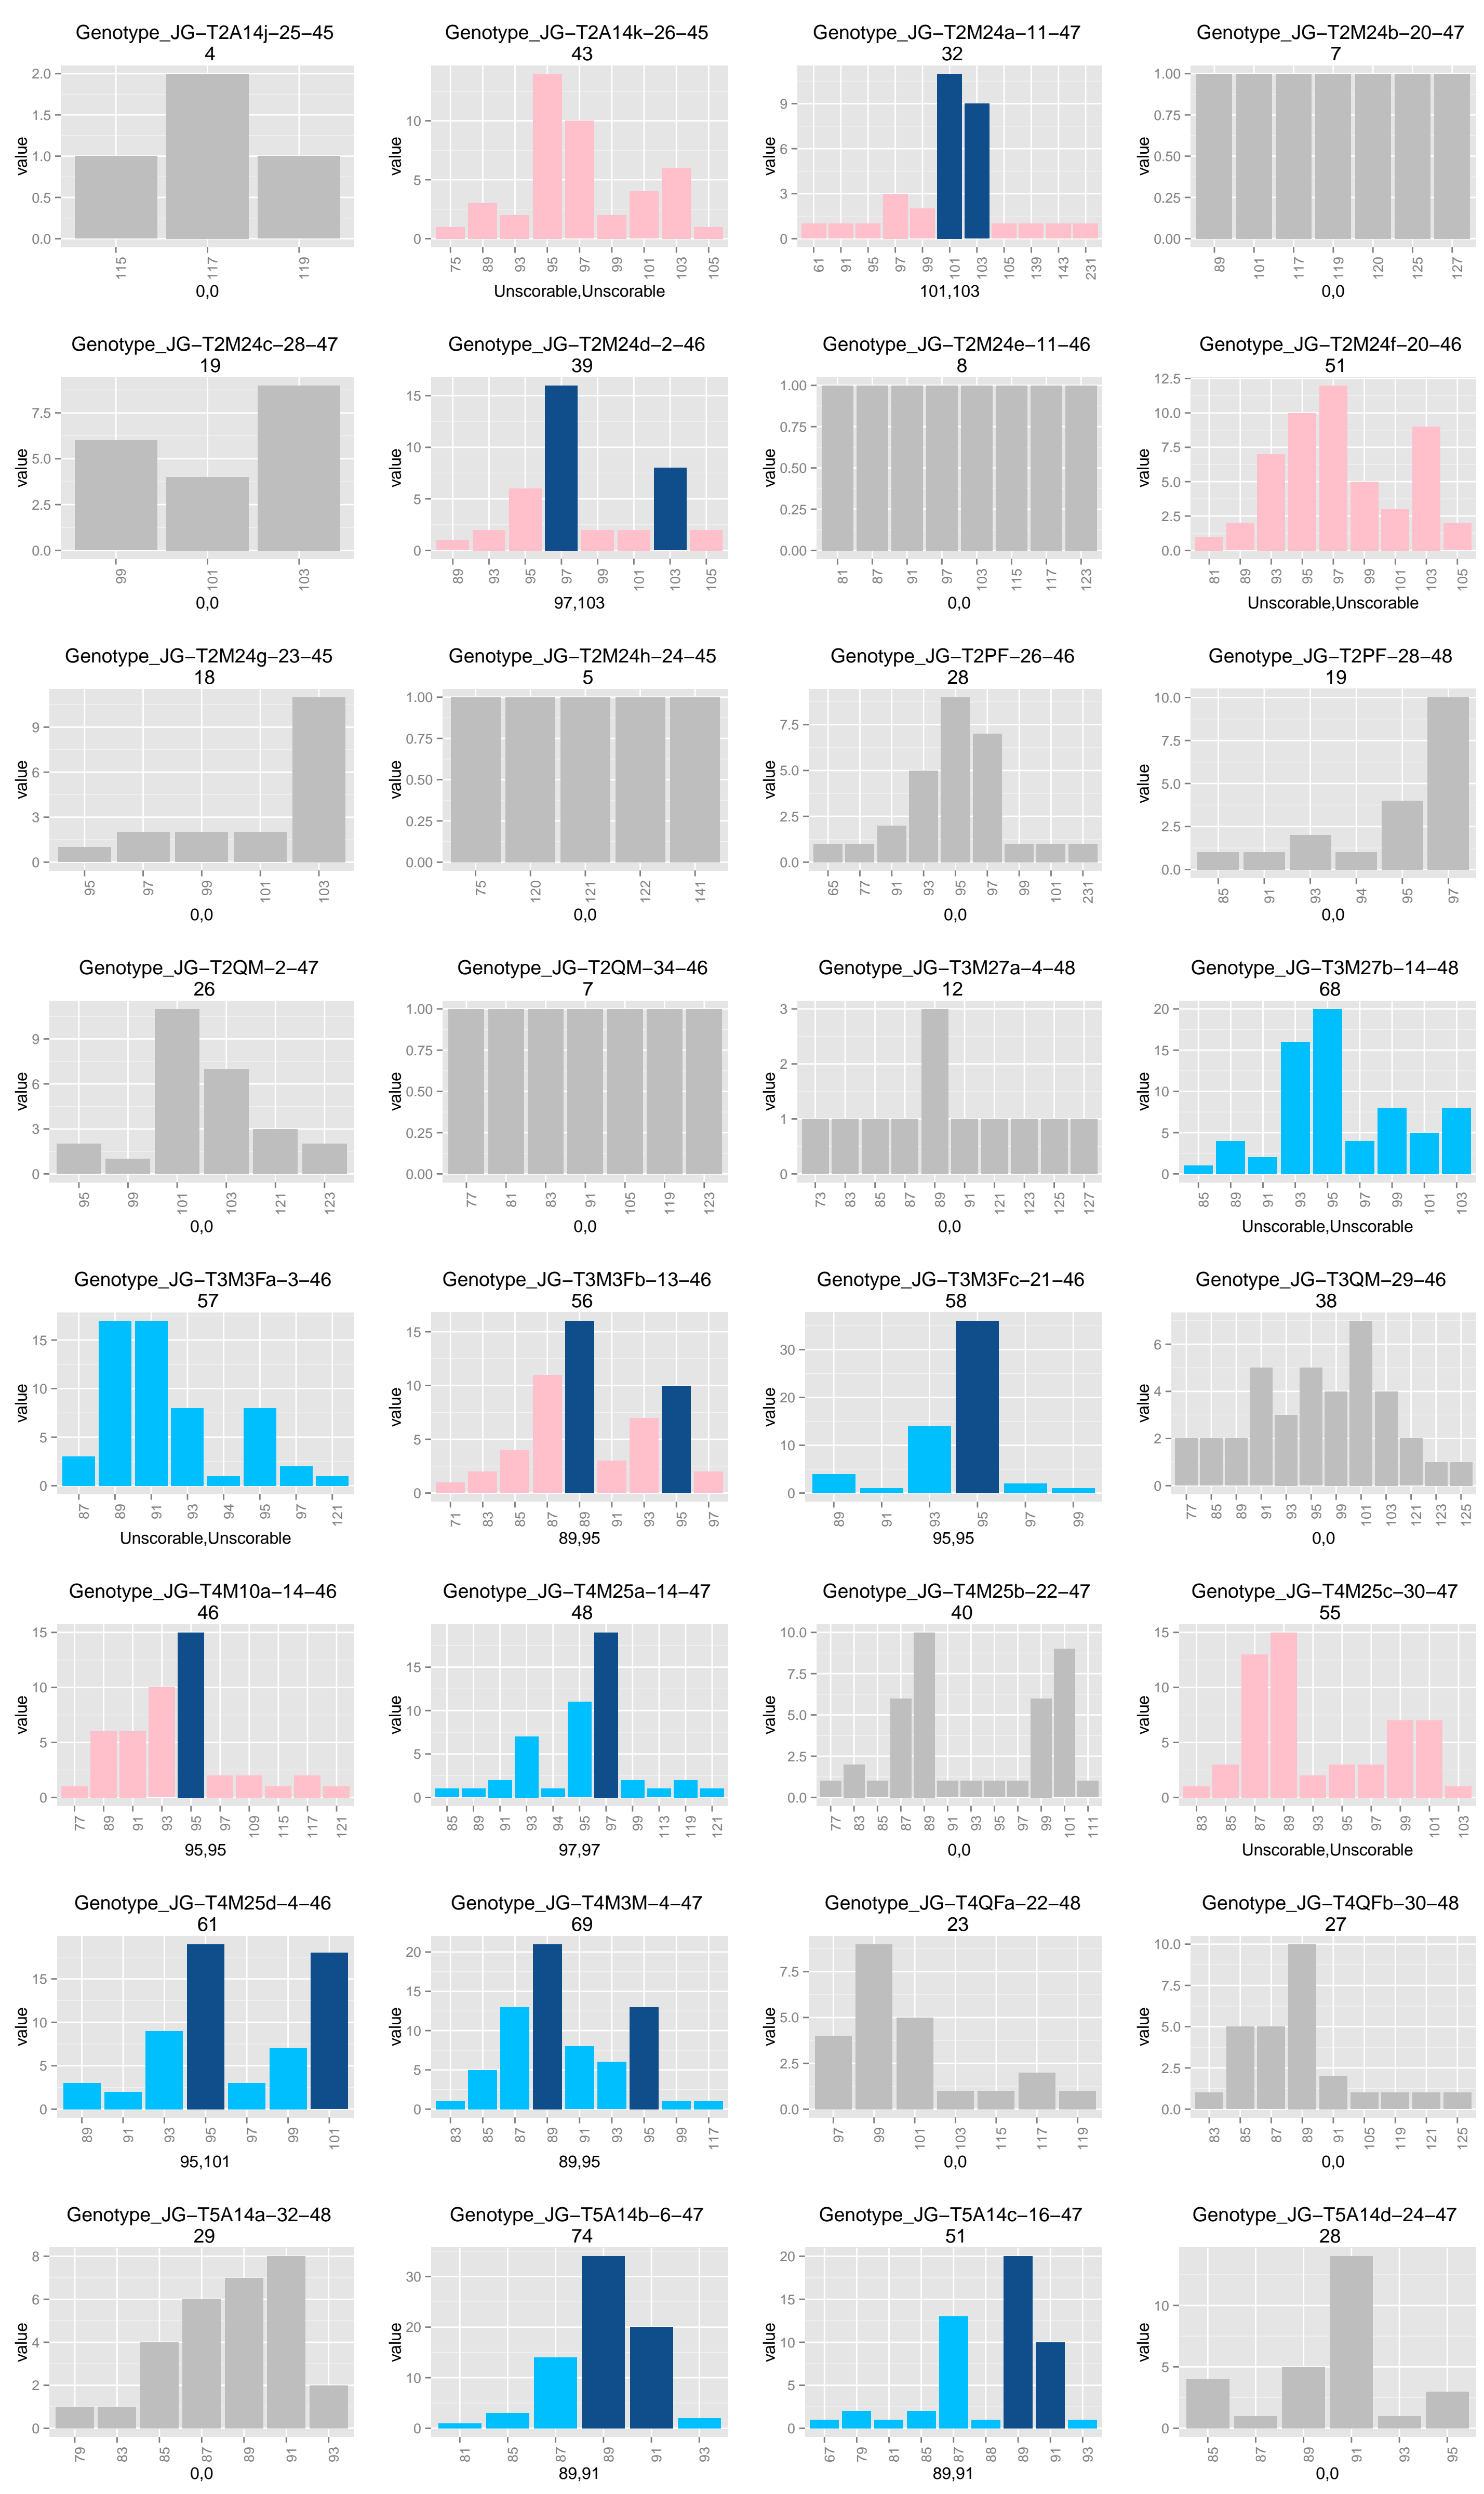 Genotype_JG−T2A14j−25−45
4
value
2.0
1.5
1.0
0.5
0.0
115 117 119
0,0
Genotype_JG−T2A14k−26−45
43
value
10
5
0
75 89 93 95 97 99 101 103 105
Unscorable,Unscorable
Genotype_JG−T2M24a−11−47
32
value
9
6
3
0
61 91 95 97 99 101 103 105 139 143 231
101,103
Genotype_JG−T2M24b−20−47
7
value
1.00
0.75
0.50
0.25
0.00
89 101 117 119 120 125 127
0,0
Genotype_JG−T2M24c−28−47
19
value
7.5
5.0
2.5
0.0
99 101 103
0,0
Genotype_JG−T2M24d−2−46
39
value
15
10
5
0
89 93 95 97 99 101 103 105
97,103
Genotype_JG−T2M24e−11−46
8
value
1.00
0.75
0.50
0.25
0.00
81 87 91 97 103 115 117 123
0,0
Genotype_JG−T2M24f−20−46
51
value
12.5
10.0
7.5
5.0
2.5
0.0
81 89 93 95 97 99 101 103 105
Unscorable,Unscorable
Genotype_JG−T2M24g−23−45
18
value
9
6
3
0
95 97 99 101 103
0,0
Genotype_JG−T2M24h−24−45
5
value
1.00
0.75
0.50
0.25
0.00
75 120 121 122 141
0,0
Genotype_JG−T2PF−26−46
28
value
7.5
5.0
2.5
0.0
65 77 91 93 95 97 99 101 231
0,0
Genotype_JG−T2PF−28−48
19
value
10.0
7.5
5.0
2.5
0.0
85 91 93 94 95 97
0,0
Genotype_JG−T2QM−2−47
26
value
9
6
3
0
95 99 101 103 121 123
0,0
Genotype_JG−T2QM−34−46
7
value
1.00
0.75
0.50
0.25
0.00
77 81 83 91 105 119 123
0,0
Genotype_JG−T3M27a−4−48
12
value
3
2
1
0
73 83 85 87 89 91 121 123 125 127
0,0
Genotype_JG−T3M27b−14−48
68
value
20
15
10
5
0
85 89 91 93 95 97 99 101 103
Unscorable,Unscorable
Genotype_JG−T3M3Fa−3−46
57
value
15
10
5
0
87 89 91 93 94 95 97 121
Unscorable,Unscorable
Genotype_JG−T3M3Fb−13−46
56
value
15
10
5
0
71 83 85 87 89 91 93 95 97
89,95
Genotype_JG−T3M3Fc−21−46
58
value
30
20
10
0
89 91 93 95 97 99
95,95
Genotype_JG−T3QM−29−46
38
value
6
4
2
0
77 85 89 91 93 95 99 101 103 121 123 125
0,0
Genotype_JG−T4M10a−14−46
46
value
15
10
5
0
77 89 91 93 95 97 109 115 117 121
95,95
Genotype_JG−T4M25a−14−47
48
value
15
10
5
0
85 89 91 93 94 95 97 99 113 119 121
97,97
Genotype_JG−T4M25b−22−47
40
value
10.0
7.5
5.0
2.5
0.0
77 83 85 87 89 91 93 95 97 99 101 111
0,0
Genotype_JG−T4M25c−30−47
55
value
15
10
5
0
83 85 87 89 93 95 97 99 101 103
Unscorable,Unscorable
Genotype_JG−T4M25d−4−46
61
value
15
10
5
0
89 91 93 95 97 99 101
95,101
Genotype_JG−T4M3M−4−47
69
value
20
15
10
5
0
83 85 87 89 91 93 95 99 117
89,95
Genotype_JG−T4QFa−22−48
23
value
7.5
5.0
2.5
0.0
97 99 101 103 115 117 119
0,0
Genotype_JG−T4QFb−30−48
27
value
10.0
7.5
5.0
2.5
0.0
83 85 87 89 91 105 119 121 125
0,0
Genotype_JG−T5A14a−32−48
29
value
8
6
4
2
0
79 83 85 87 89 91 93
0,0
Genotype_JG−T5A14b−6−47
74
value
30
20
10
0
81 85 87 89 91 93
89,91
Genotype_JG−T5A14c−16−47
51
value
20
15
10
5
0
67 79 81 85 87 88 89 91 93
89,91
Genotype_JG−T5A14d−24−47
28
value
10
5
0
85 87 89 91 93 95
0,0